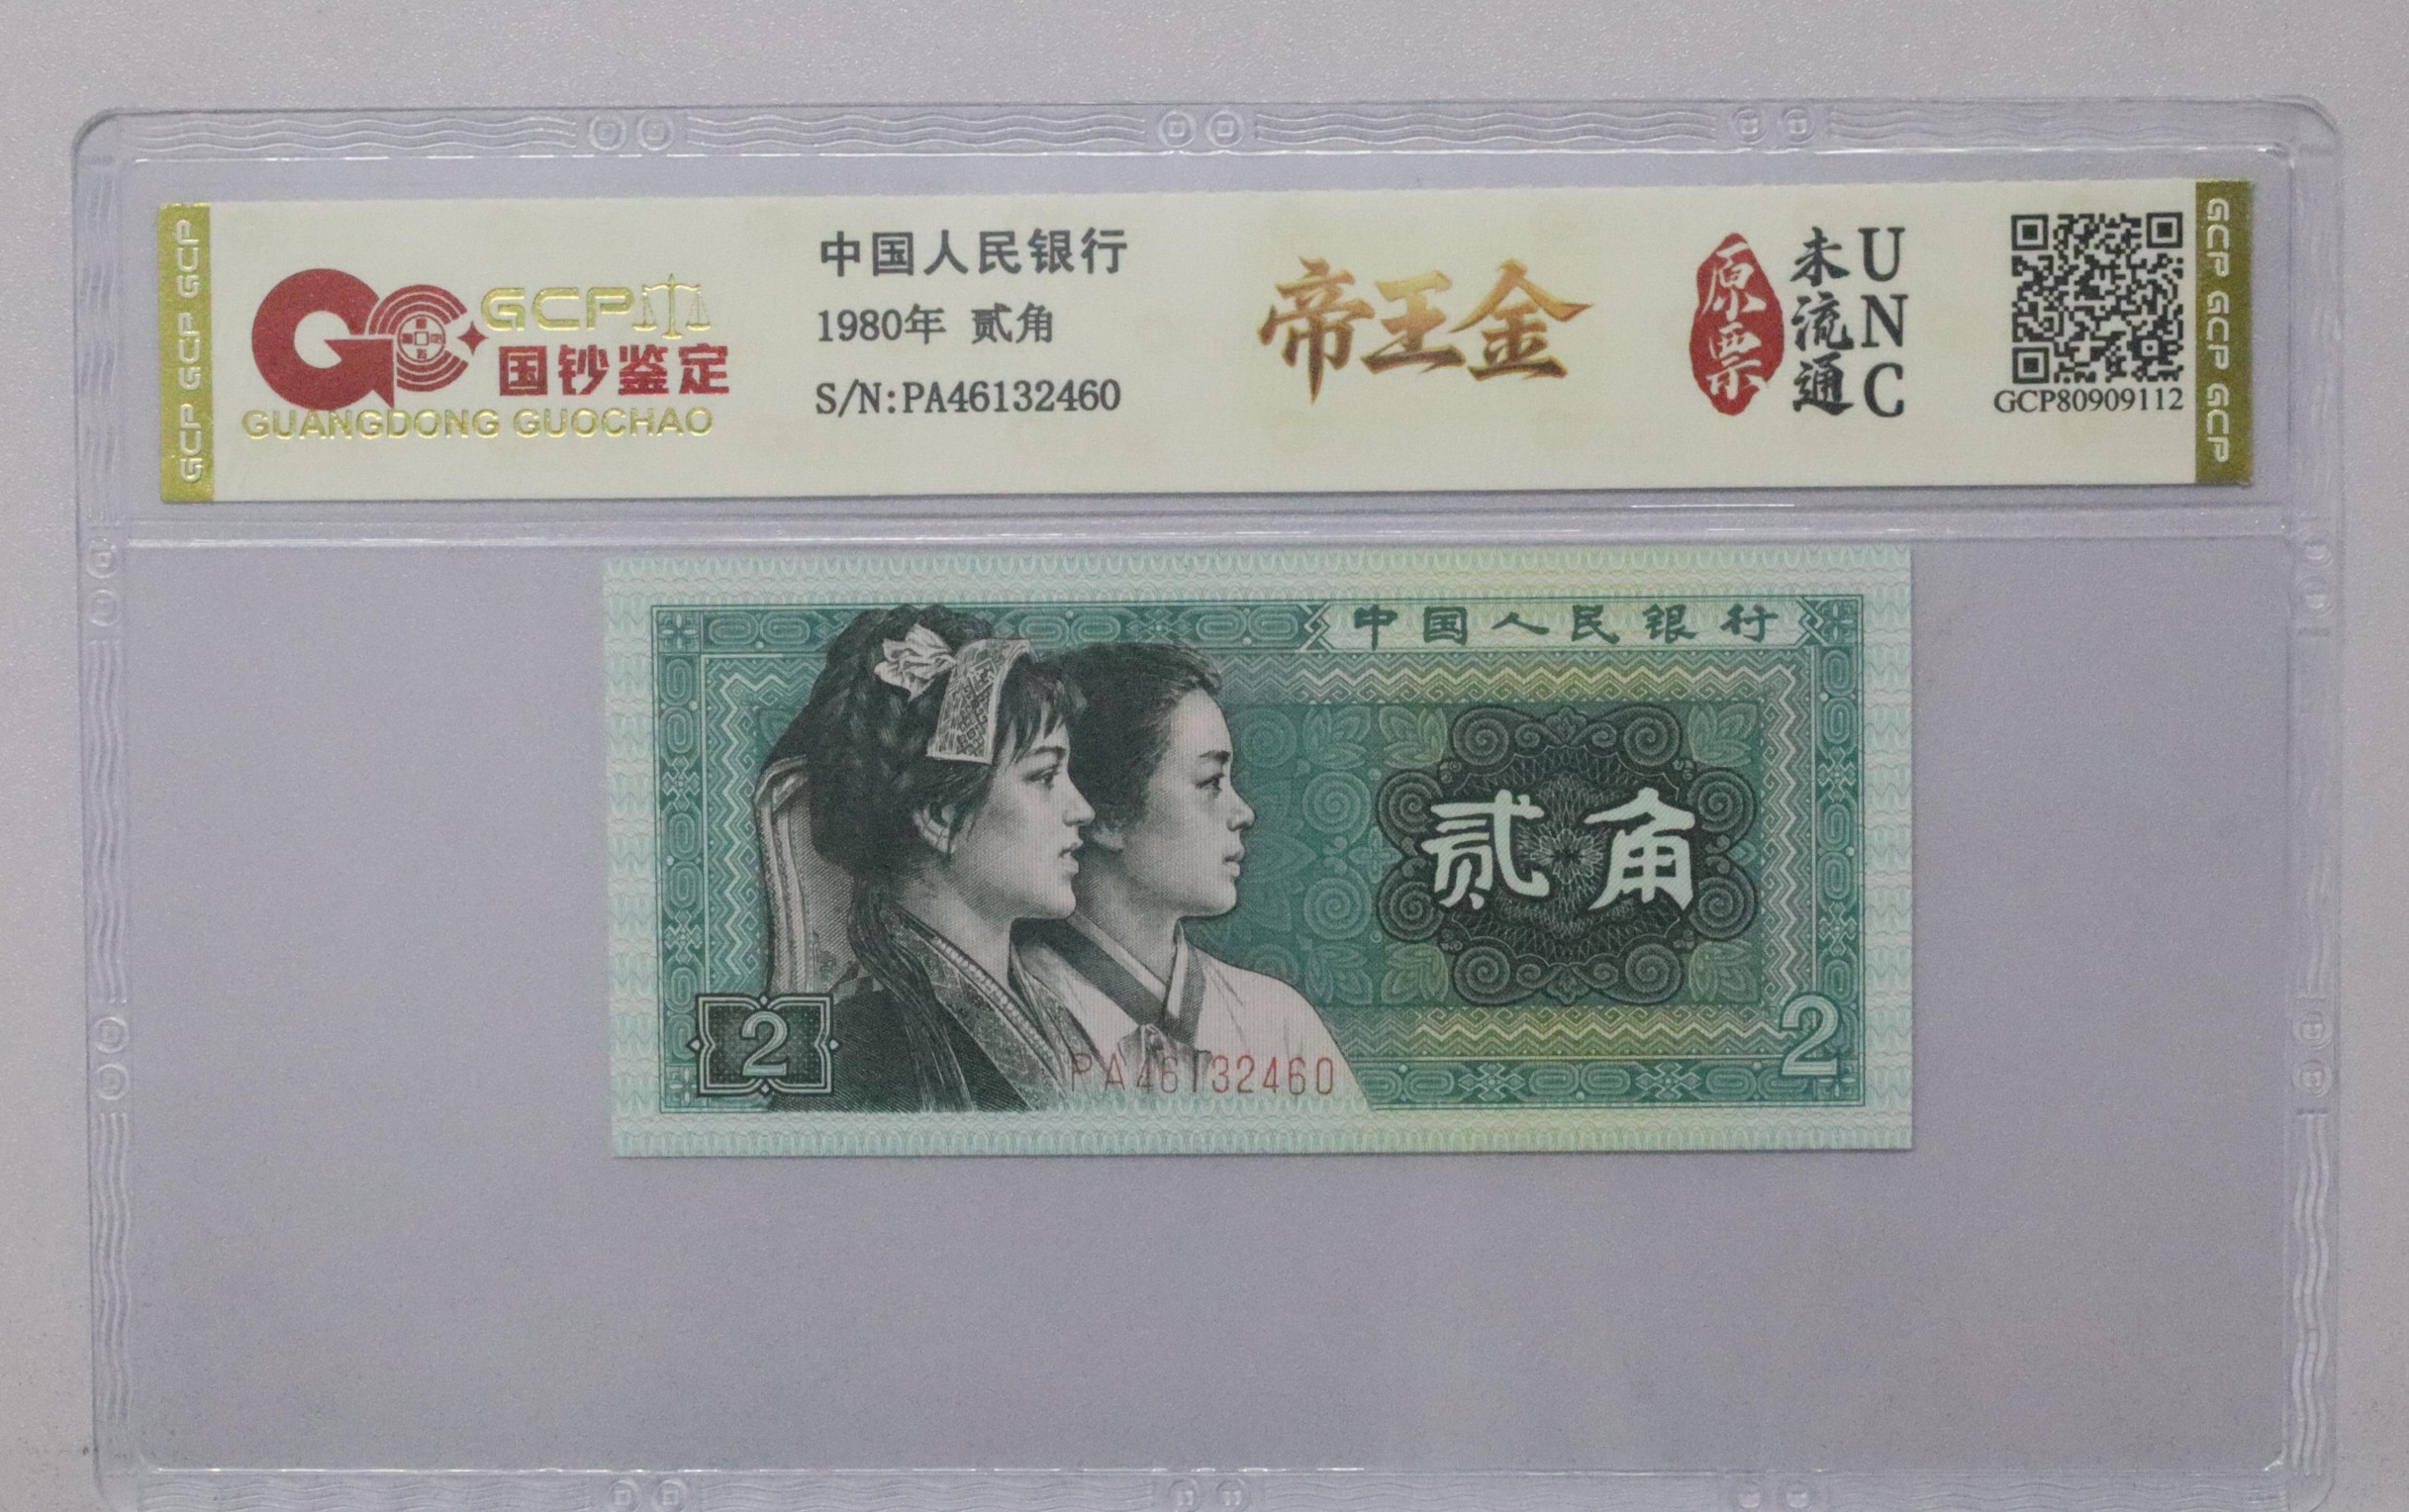 GCP GCP GCP
GCP
国钞鉴定
GUANGDONG GUOCHAO
中国人民银行
1980年 贰角
S/N:PA46132460
帝王金
原票
未流通
UNC
GCP80909112
GCP GCP GCP
中国人民银行
贰角
2
2
PA46132460